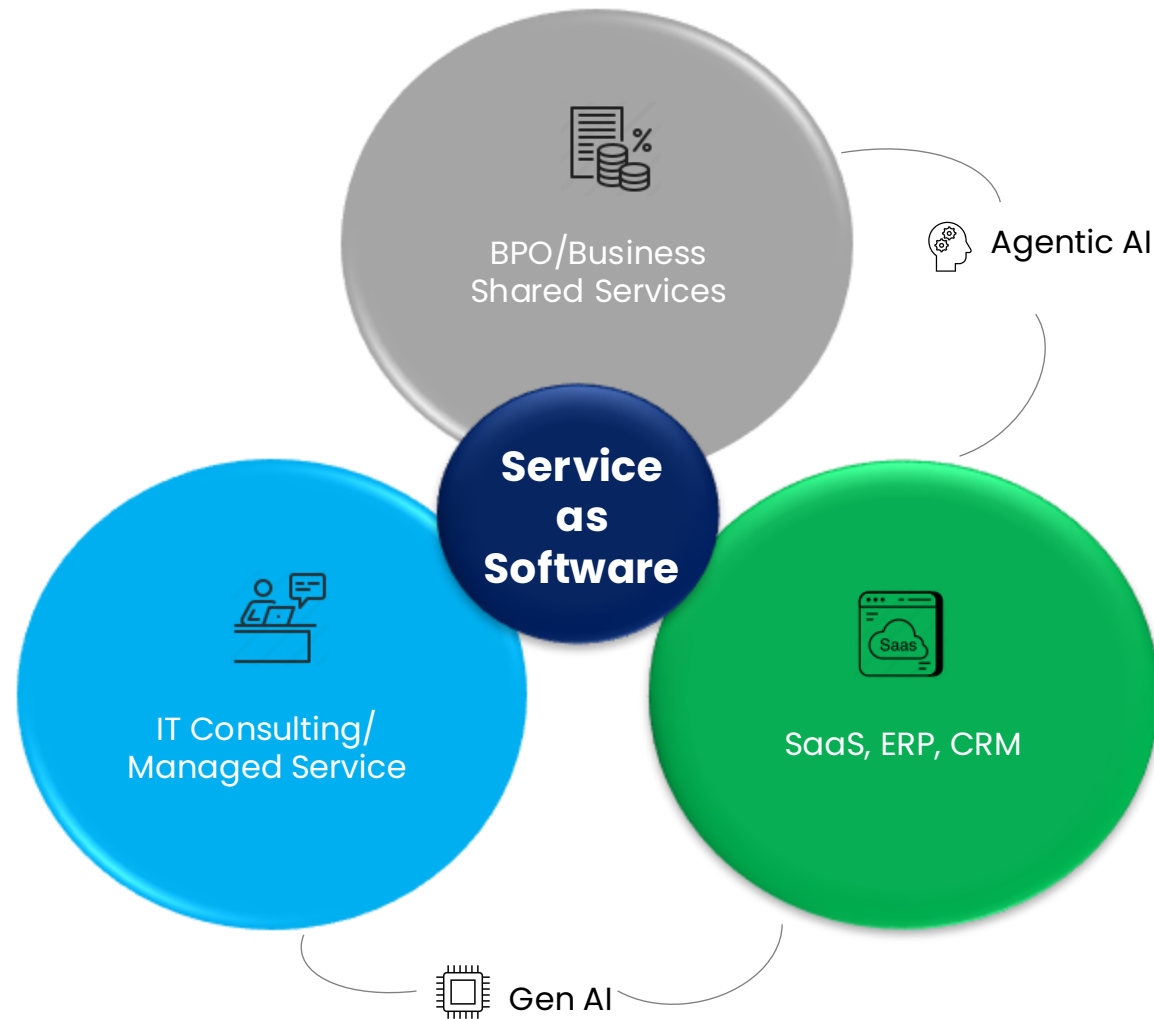 %
BPO/Business
Shared Services
Agentic AI
Service
as
Software
Saas
IT Consulting/
Managed Service
SaaS, ERP, CRM
Gen AI